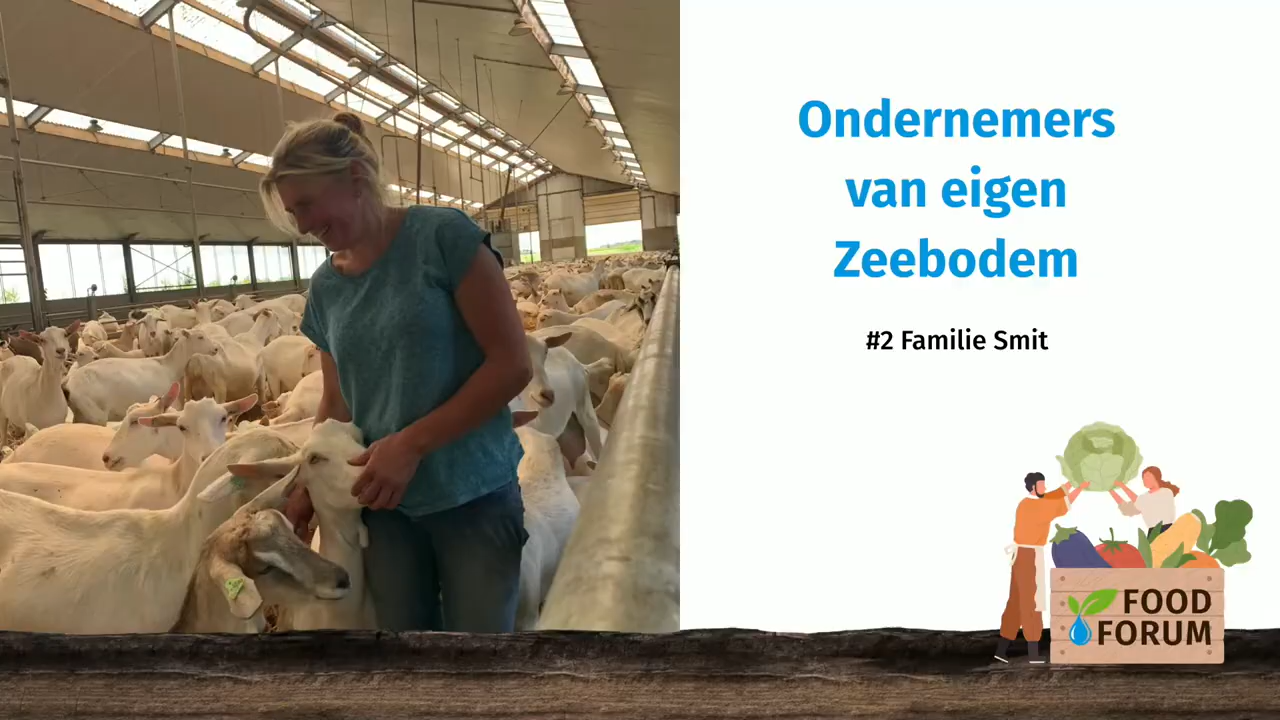 Ondernemers
van eigen
Zeebodem
#2 Familie Smit
FOOD
FORUM